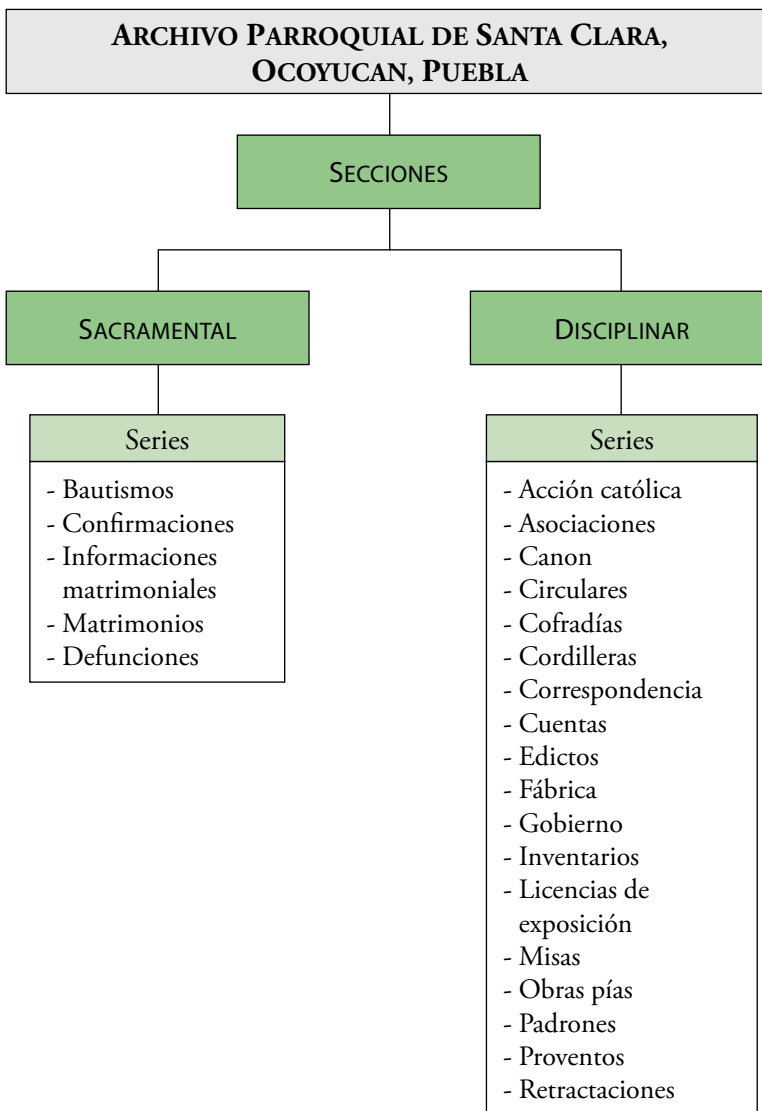 ARCHIVO PARROQUIAL DE SANTA CLARA,
OCOYUCAN, PUEBLA
SECCIONES
SACRAMENTAL
Series
- Bautismos
- Confirmaciones
- Informaciones
matrimoniales
- Matrimonios
- Defunciones
DISCIPLINAR
Series
- Acción católica
- Asociaciones
- Canon
- Circulares
- Cofradías
- Cordilleras
- Correspondencia
- Cuentas
- Edictos
- Fábrica
- Gobierno
- Inventarios
- Licencias de
exposición
- Misas
- Obras pías
- Padrones
- Proventos
- Retractaciones